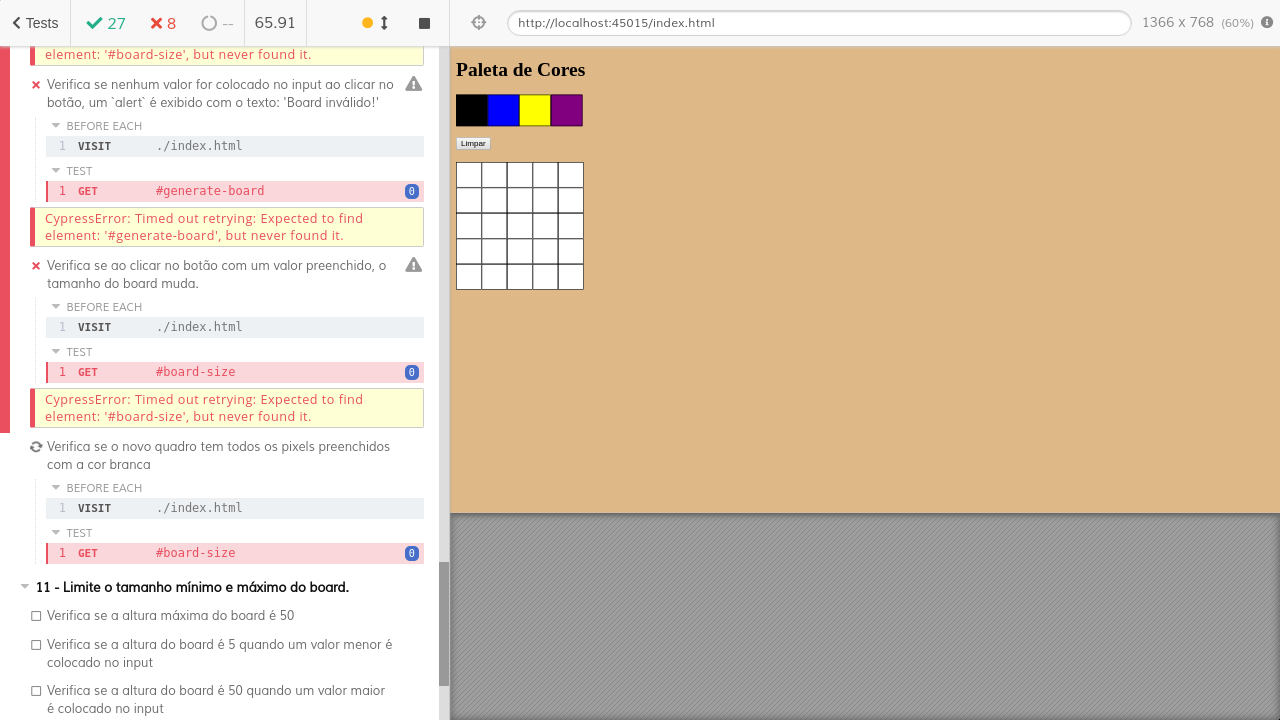 Tests 27 8 -- 65.91 http://localhost:45015/index.html 1366 x 768 (60%)
element: '#board-size', but never found it.
Verifica se nenhum valor for colocado no input ao clicar no
botão, um `alert` é exibido com o texto: 'Board inválido!'
BEFORE EACH
1 VISIT ./index.html
TEST
1 GET #generate-board 0
CypressError: Timed out retrying: Expected to find
element: '#generate-board', but never found it.
Verifica se ao clicar no botão com um valor preenchido, o
tamanho do board muda.
BEFORE EACH
1 VISIT ./index.html
TEST
1 GET #board-size 0
CypressError: Timed out retrying: Expected to find
element: '#board-size', but never found it.
Verifica se o novo quadro tem todos os pixels preenchidos
com a cor branca
BEFORE EACH
1 VISIT ./index.html
TEST
1 GET #board-size 0
11 - Limite o tamanho mínimo e máximo do board.
Verifica se a altura máxima do board é 50
Verifica se a altura do board é 5 quando um valor menor é
colocado no input
Verifica se a altura do board é 50 quando um valor maior
é colocado no input
Paleta de Cores
Limpar